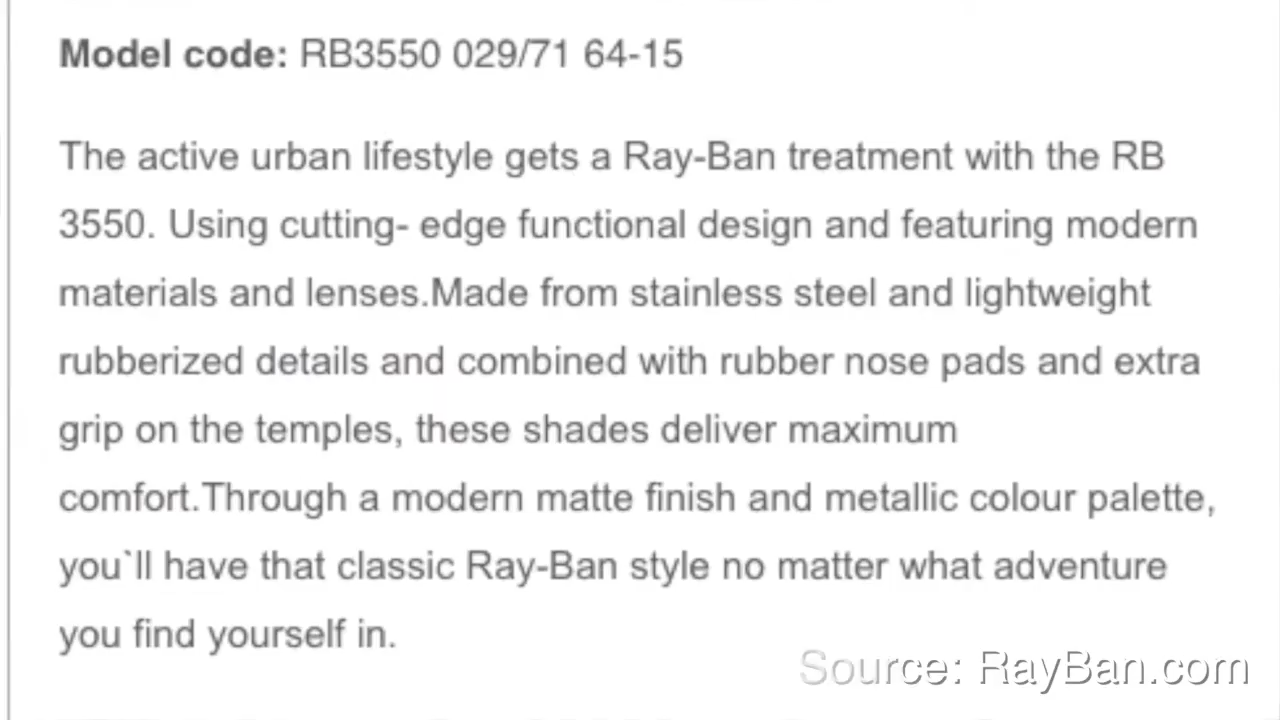 Model code: RB3550 029/71 64-15
The active urban lifestyle gets a Ray-Ban treatment with the RB
3550. Using cutting- edge functional design and featuring modern
materials and lenses.Made from stainless steel and lightweight
rubberized details and combined with rubber nose pads and extra
grip on the temples, these shades deliver maximum
comfort.Through a modern matte finish and metallic colour palette,
you`ll have that classic Ray-Ban style no matter what adventure
you find yourself in.
Source: RayBan.com